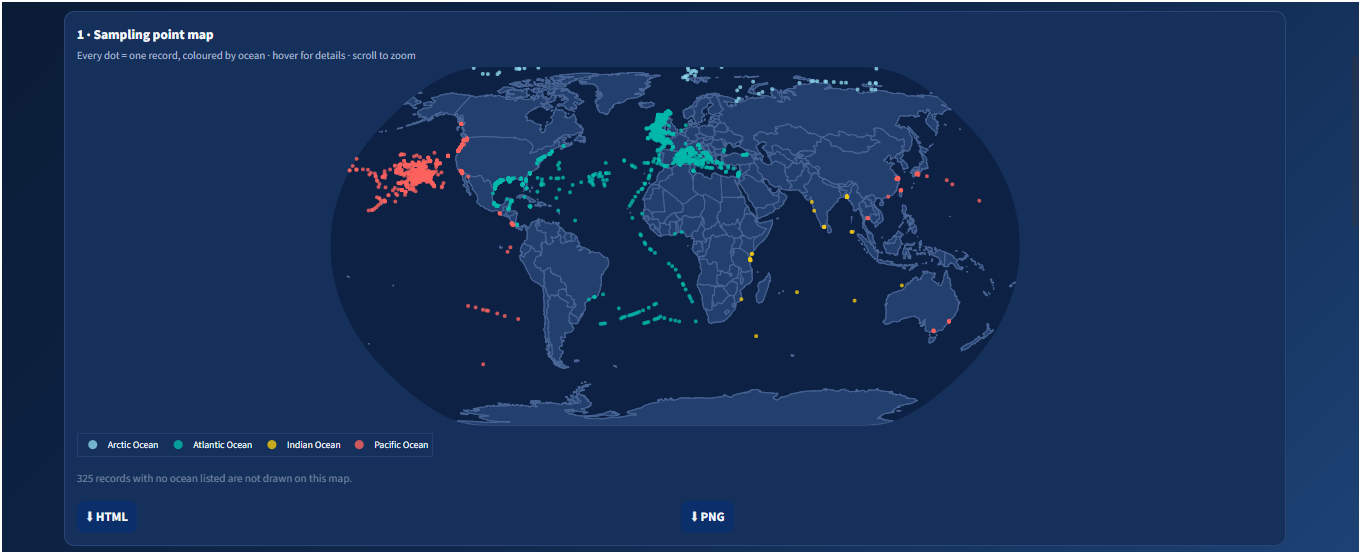 1 · Sampling point map
Every dot = one record, coloured by ocean · hover for details · scroll to zoom
Arctic Ocean Atlantic Ocean Indian Ocean Pacific Ocean
325 records with no ocean listed are not drawn on this map.
⬇ HTML
⬇ PNG